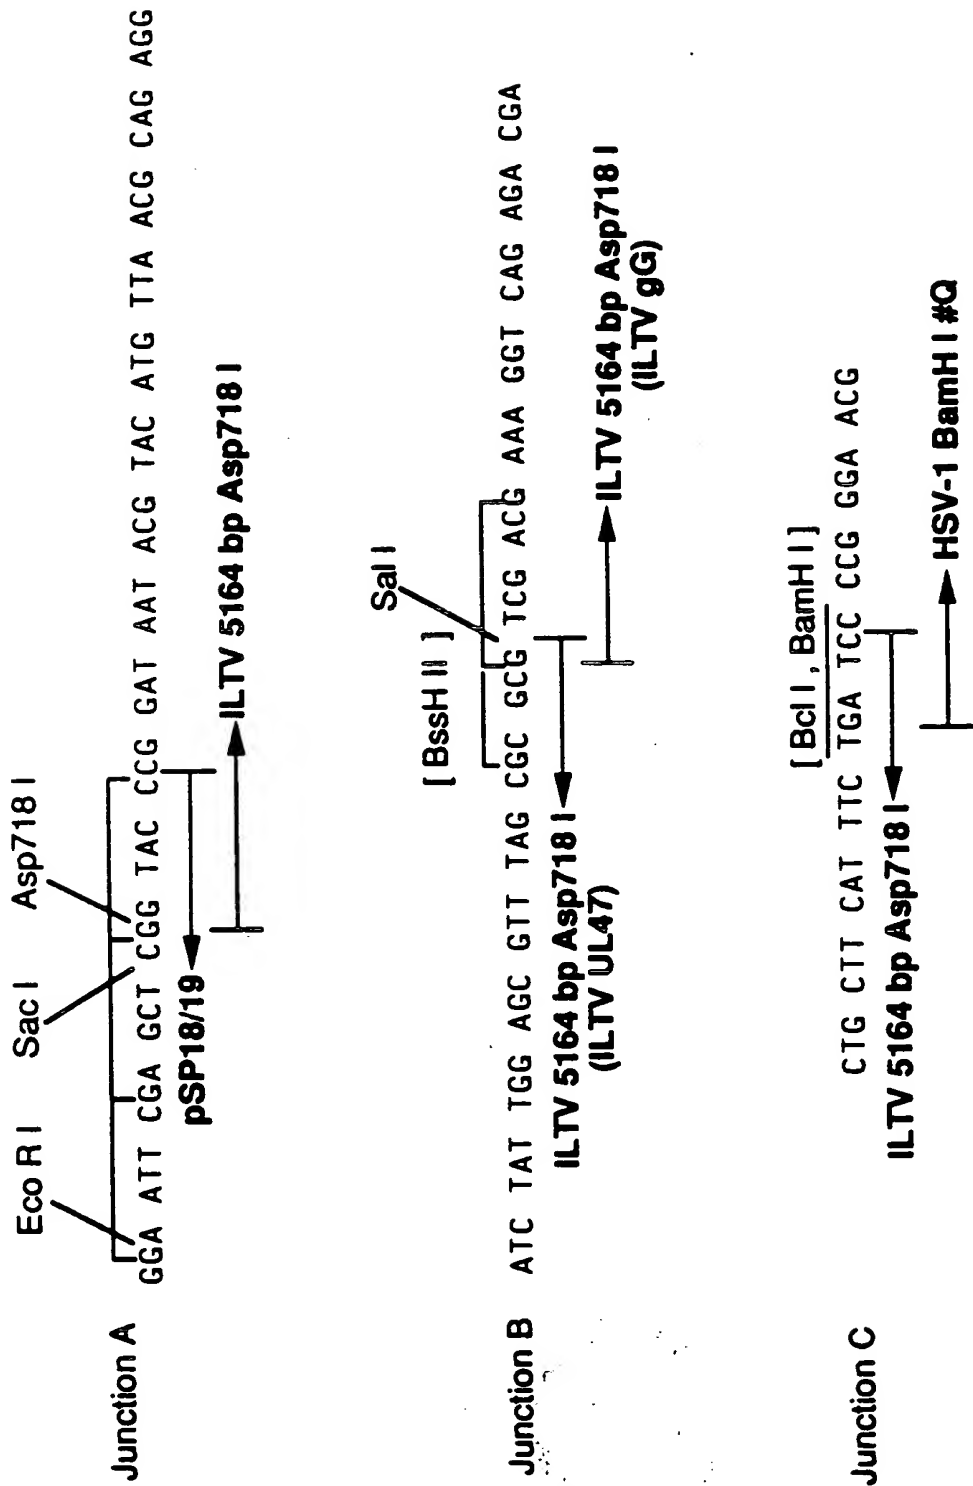 Eco R I Sac I Asp718 I
Junction A GGA ATT CGA GCT CGG TAC CCG GAT AAT ACG TAC ATG TTA ACG CAG AGG
pSP18/19
ILTV 5164 bp Asp718 I
[BssH II ] Sal I
Junction B ATC TAT TGG AGC GTT TAG CGC GCG TCG ACG AAA GGT CAG AGA CGA
ILTV 5164 bp Asp718 I
(ILTV UL47)
ILTV 5164 bp Asp718 I
(ILTV gG)
[Bcl I, BamH I]
Junction C CTG CTT CAT TTC TGA TCC CCG GGA ACG
ILTV 5164 bp Asp718 I
HSV-1 BamH I #Q